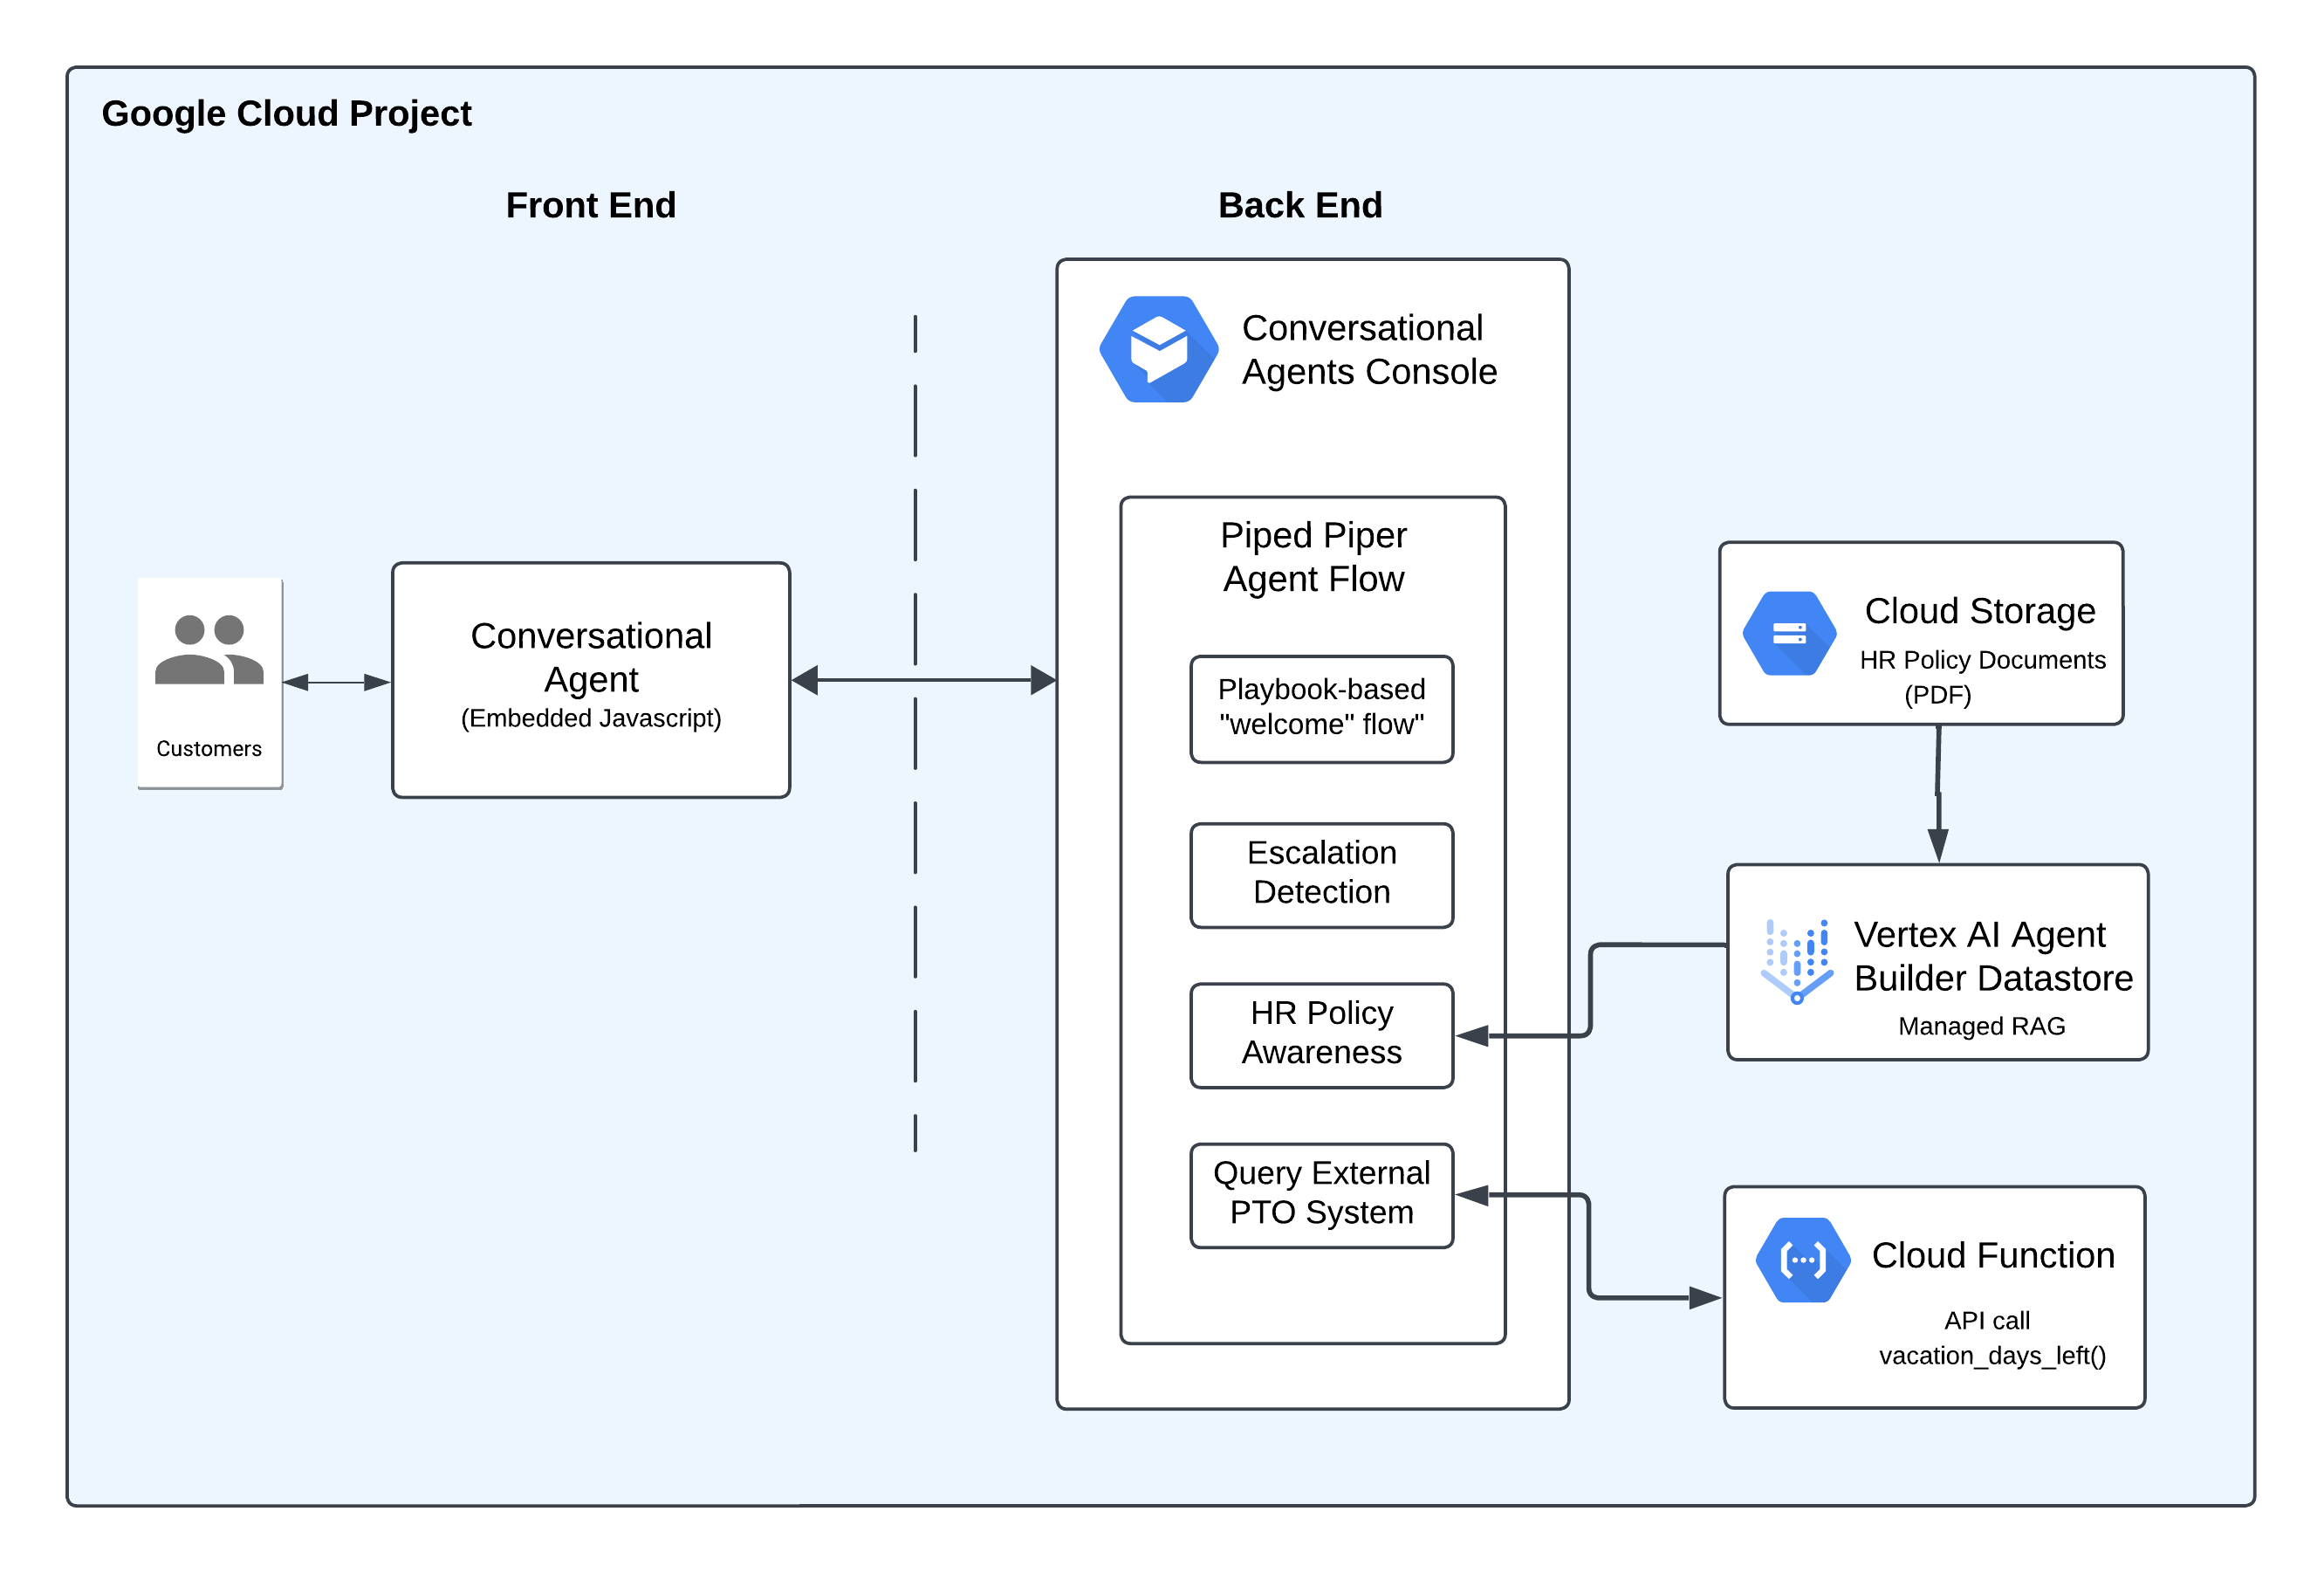 Google Cloud Project
Front End
Back End
Conversational
Agents Console
Piped Piper
Agent Flow
Playbook-based
"welcome" flow"
Escalation
Detection
HR Policy
Awareness
Query External
PTO System
Customers
Conversational
Agent
(Embedded Javascript)
Cloud Storage
HR Policy Documents
(PDF)
Vertex AI Agent
Builder Datastore
Managed RAG
Cloud Function
API call
vacation_days_left()